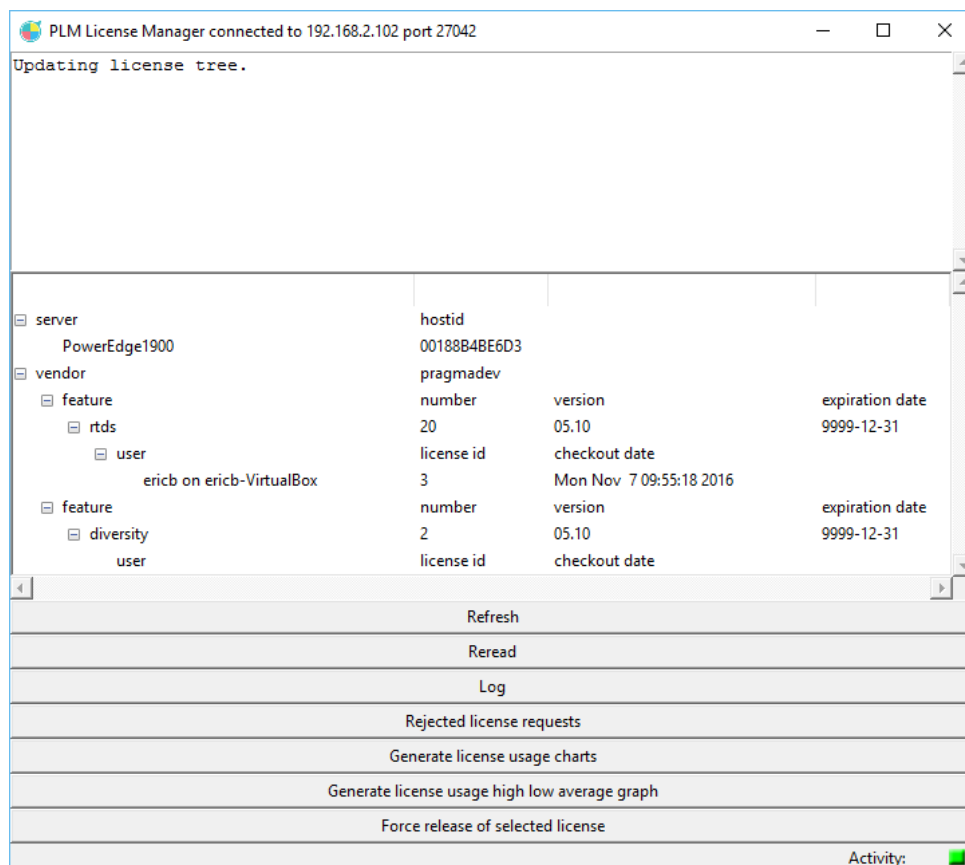 PLM License Manager connected to 192.168.2.102 port 27042
Updating license tree.
server hostid
PowerEdge1900 00188B4BE6D3
vendor pragmadev
feature number version expiration date
rtds 20 05.10 9999-12-31
user license id checkout date
ericb on ericb-VirtualBox 3 Mon Nov  7 09:55:18 2016
feature number version expiration date
diversity 2 05.10 9999-12-31
user license id checkout date
Refresh
Reread
Log
Rejected license requests
Generate license usage charts
Generate license usage high low average graph
Force release of selected license
Activity: